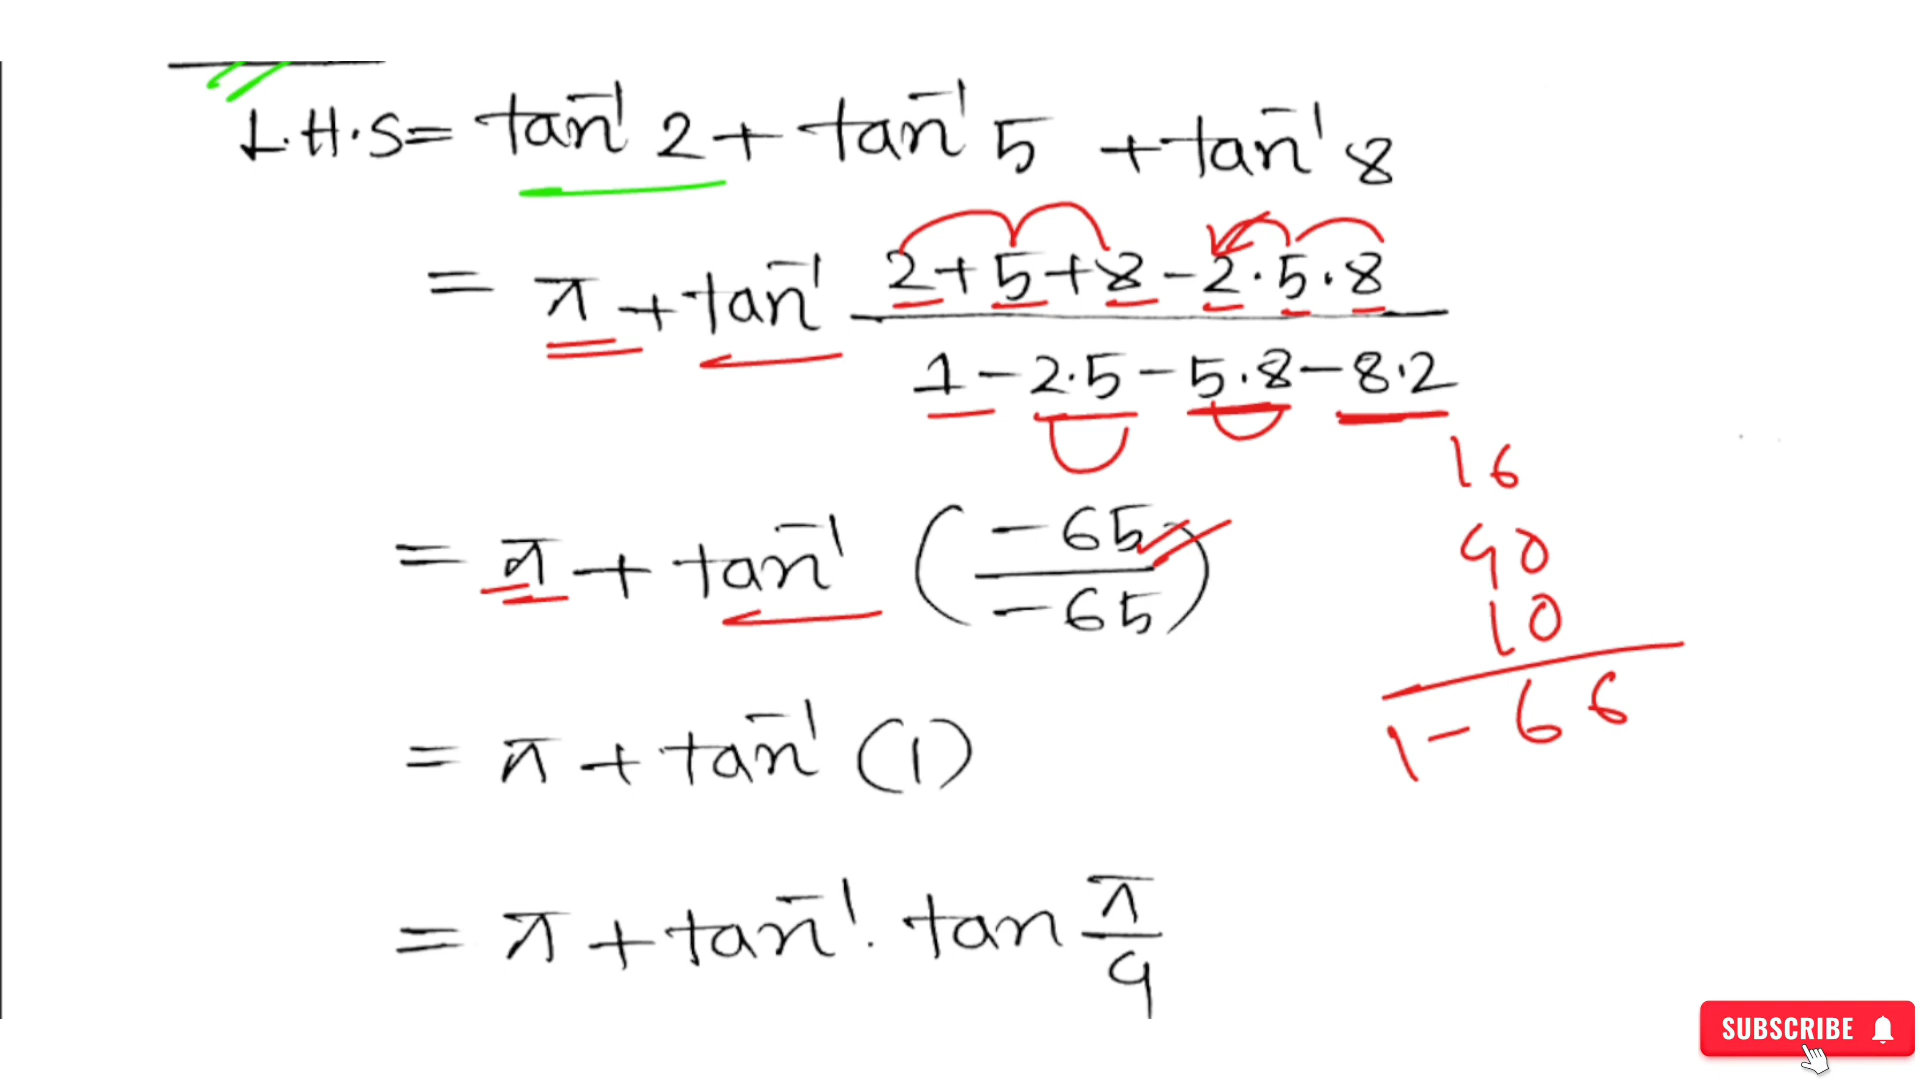 L.H.S = tan⁻¹ 2 + tan⁻¹ 5 + tan⁻¹ 8
= π + tan⁻¹ (2+5+8-2·5·8)/(1-2·5-5·8-8·2)
= π + tan⁻¹ (-65/-65)
= π + tan⁻¹ (1)
= π + tan⁻¹. tan π/4
16
40
10
1-66
SUBSCRIBE